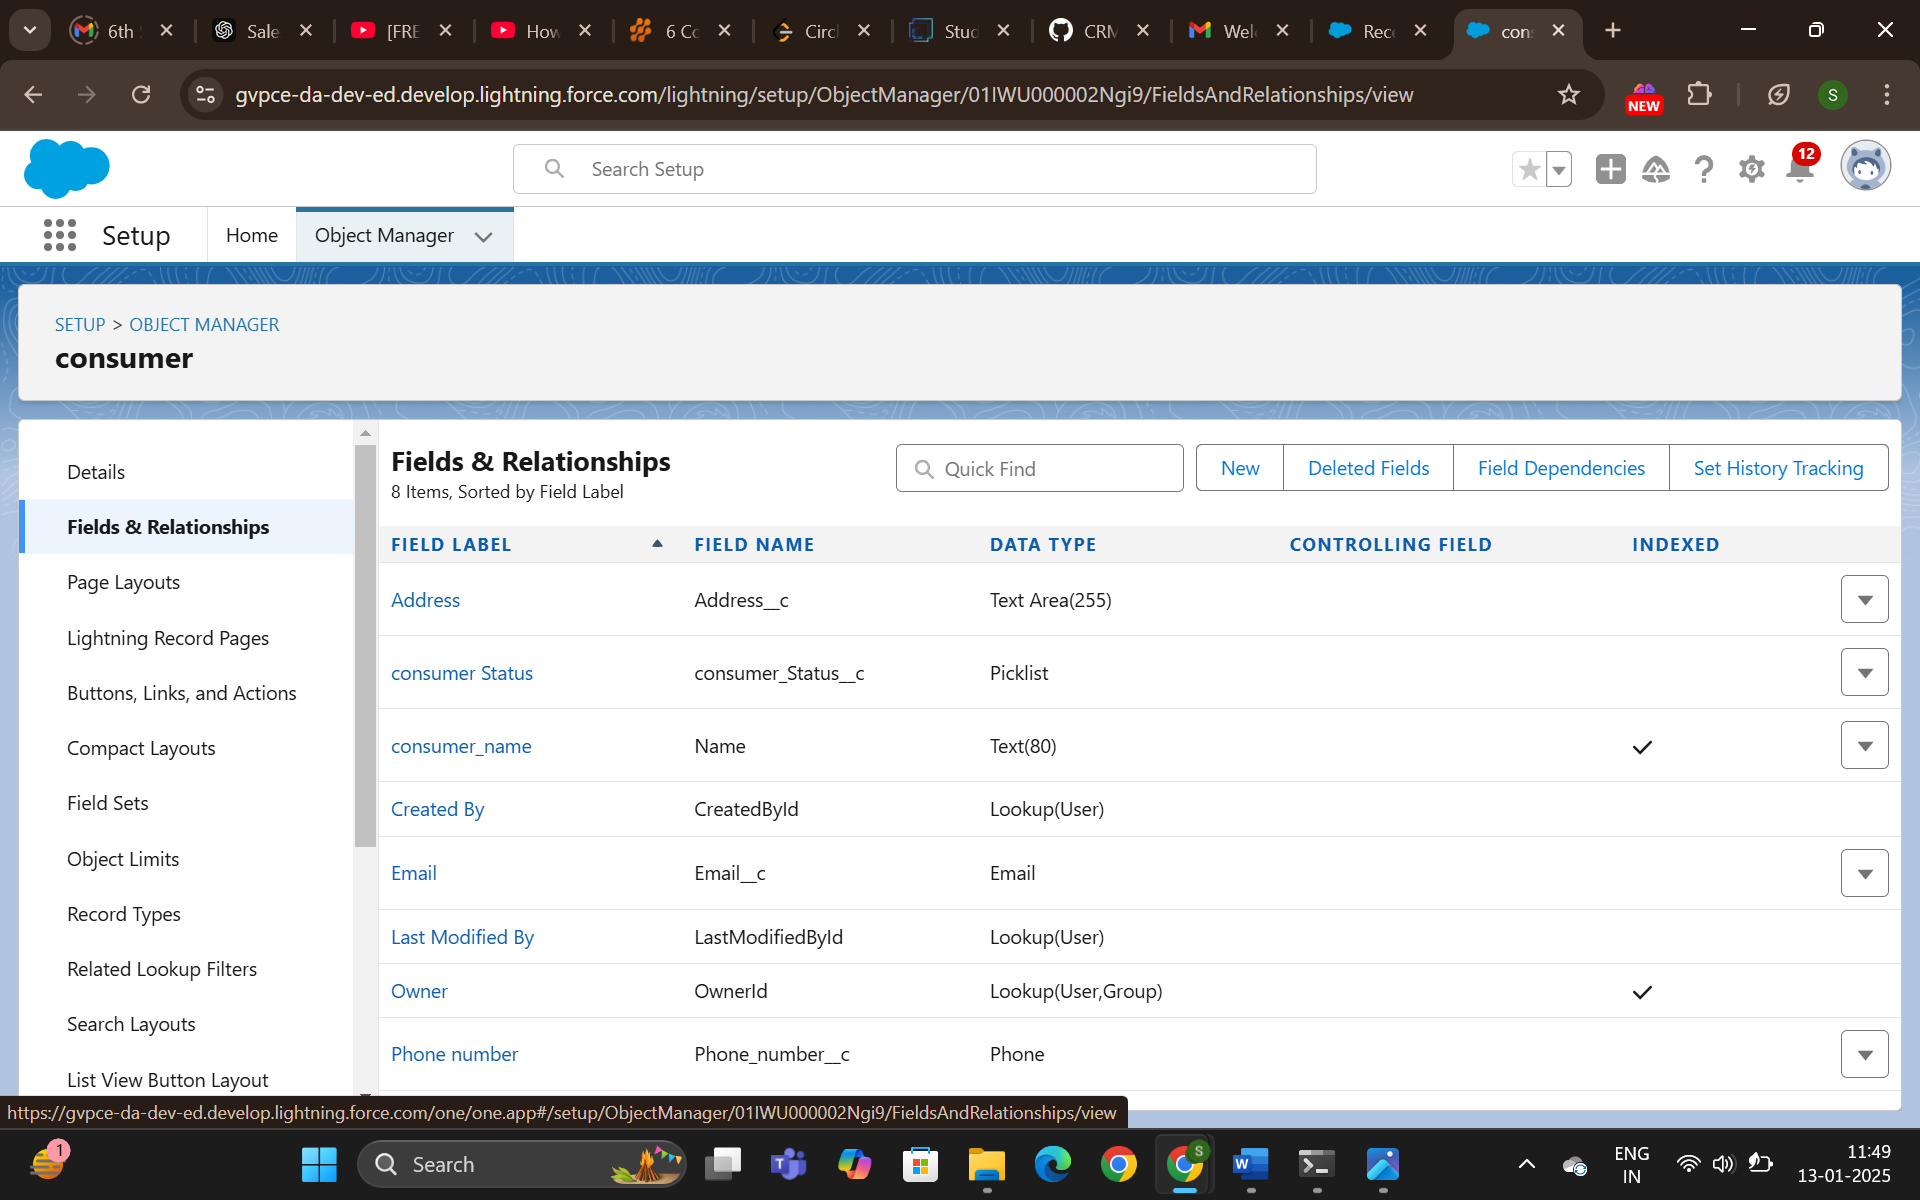 6th
Sale
[FRE
How
6 Co
Circl
Stud
CRM
Wel
Rec
con
gvpce-da-dev-ed.develop.lightning.force.com/lightning/setup/ObjectManager/01IWU000002Ngi9/FieldsAndRelationships/view
NEW
S
Search Setup
12
Setup
Home
Object Manager
SETUP > OBJECT MANAGER
consumer
Details
Fields & Relationships
Page Layouts
Lightning Record Pages
Buttons, Links, and Actions
Compact Layouts
Field Sets
Object Limits
Record Types
Related Lookup Filters
Search Layouts
List View Button Layout
Fields & Relationships
8 Items, Sorted by Field Label
Quick Find
New
Deleted Fields
Field Dependencies
Set History Tracking
FIELD LABEL FIELD NAME DATA TYPE CONTROLLING FIELD INDEXED
Address Address__c Text Area(255)
consumer Status consumer_Status__c Picklist
consumer_name Name Text(80)
Created By CreatedById Lookup(User)
Email Email__c Email
Last Modified By LastModifiedById Lookup(User)
Owner OwnerId Lookup(User,Group)
Phone number Phone_number__c Phone
https://gvpce-da-dev-ed.develop.lightning.force.com/one/one.app#/setup/ObjectManager/01IWU000002Ngi9/FieldsAndRelationships/view
1
Search
S
ENG
IN
11:49
13-01-2025